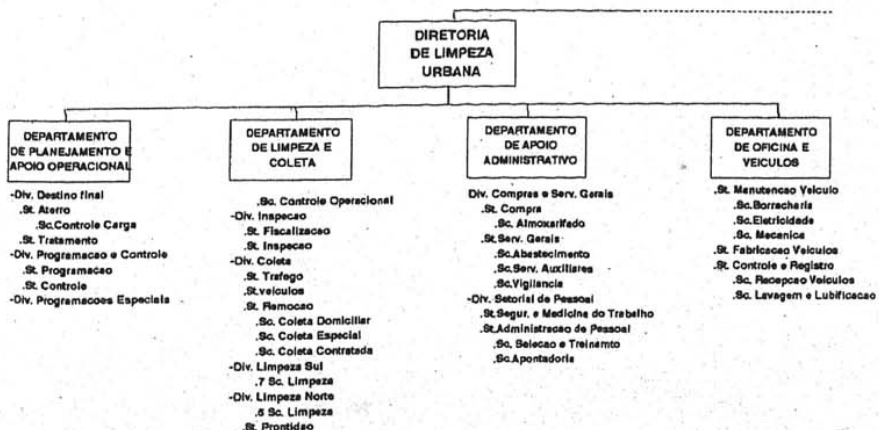 DIRETORIA
DE LIMPEZA
URBANA
DEPARTAMENTO
DE PLANEJAMENTO E
APOIO OPERACIONAL
-Div. Destino final
.St. Aterro
.Sc.Controle Carga
.St. Tratamento
-Div. Programacao e Controle
.St. Programacao
.St. Controle
-Div. Programacoes Especiais
DEPARTAMENTO
DE LIMPEZA E
COLETA
.Sc. Controle Operacional
-Div. Inspecao
.St. Fiscalizacao
.St. Inspecao
-Div. Coleta
.St. Trafego
.St.veiculos
.St. Remocao
.Sc. Coleta Domiciliar
.Sc. Coleta Especial
.Sc. Coleta Contratada
-Div. Limpeza Sul
.7 Sc. Limpeza
-Div. Limpeza Norte
.5 Sc. Limpeza
.St. Prontidao
DEPARTAMENTO
DE APOIO
ADMINISTRATIVO
Div. Compras e Serv. Gerais
.St. Compra
.Sc. Almoxarifado
.St.Serv. Gerais
.Sc.Abastecimento
.Sc.Serv. Auxiliares
.Sc.Vigilancia
-Div. Setorial de Pessoal
.St.Segur. e Medicina do Trabalho
.St.Administracao de Pessoal
.Sc. Selecao e Treinamto
.Sc.Apontadoria
DEPARTAMENTO
DE OFICINA E
VEICULOS
.St. Manutencao Veiculo
.Sc.Borracharia
.Sc.Eletricidade
.Sc. Mecanica
.St. Fabricacao Veiculos
.St. Controle e Registro
.Sc. Recepcao Veiculos
.Sc. Lavagem e Lubificacao